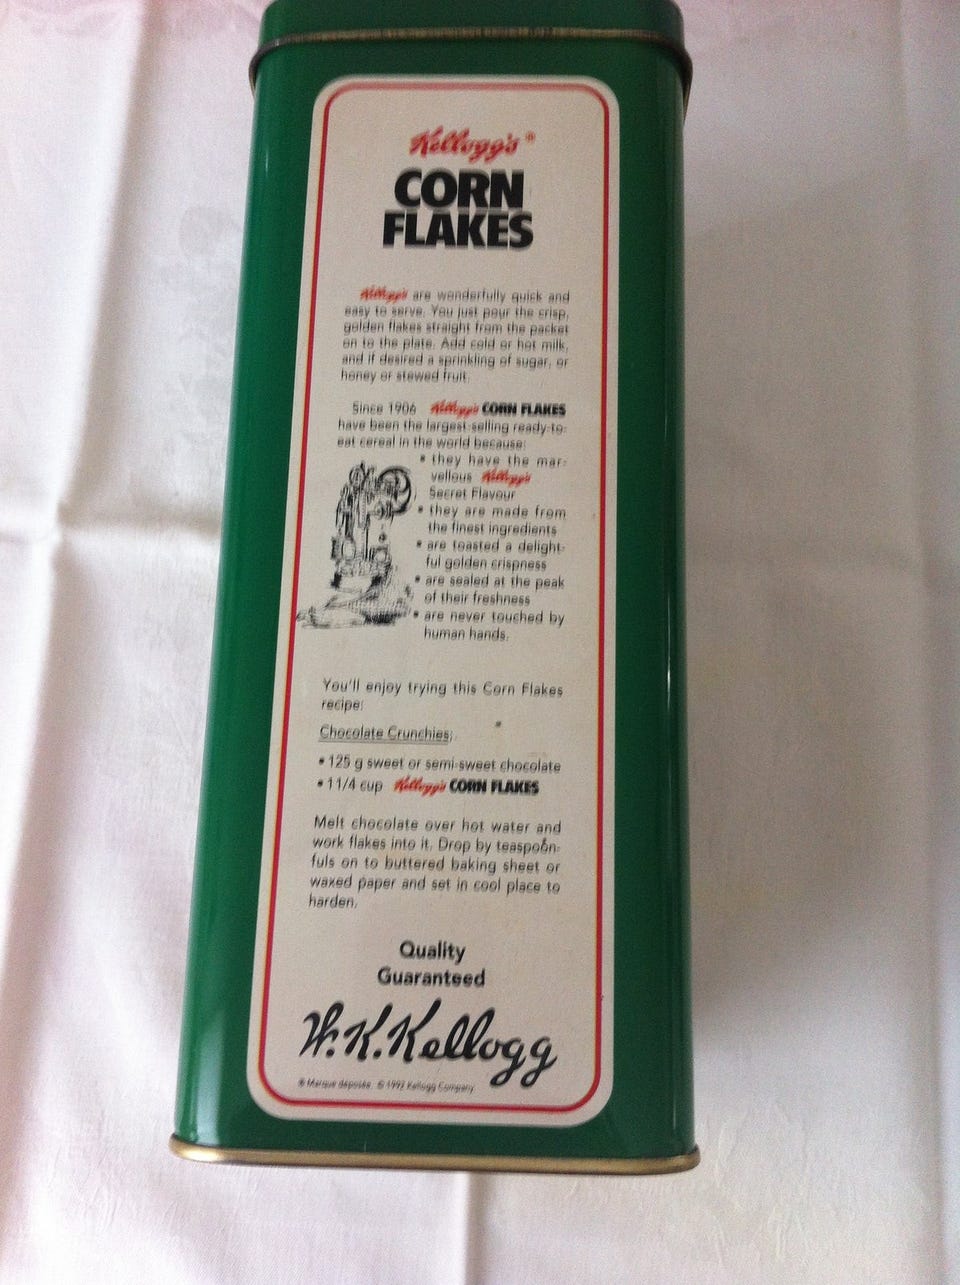 Kellogg's ®
CORN
FLAKES
Kellogg's are wonderfully quick and
easy to serve. You just pour the crisp,
golden flakes straight from the packet
on to the plate. Add cold or hot milk,
and if desired a sprinkling of sugar, or
honey or stewed fruit.
Since 1906 Kellogg's CORN FLAKES
have been the largest-selling ready-to-
eat cereal in the world because:
• they have the mar-
vellous Kellogg's
Secret Flavour
• they are made from
the finest ingredients
• are toasted a delight-
ful golden crispness
• are sealed at the peak
of their freshness
• are never touched by
human hands.
You'll enjoy trying this Corn Flakes
recipe:
Chocolate Crunchies:
• 125 g sweet or semi-sweet chocolate
• 1 1/4 cup Kellogg's CORN FLAKES
Melt chocolate over hot water and
work flakes into it. Drop by teaspoon-
fuls on to buttered baking sheet or
waxed paper and set in cool place to
harden.
Quality
Guaranteed
W.K.Kellogg
® Marque déposée. © 1992 Kellogg Company